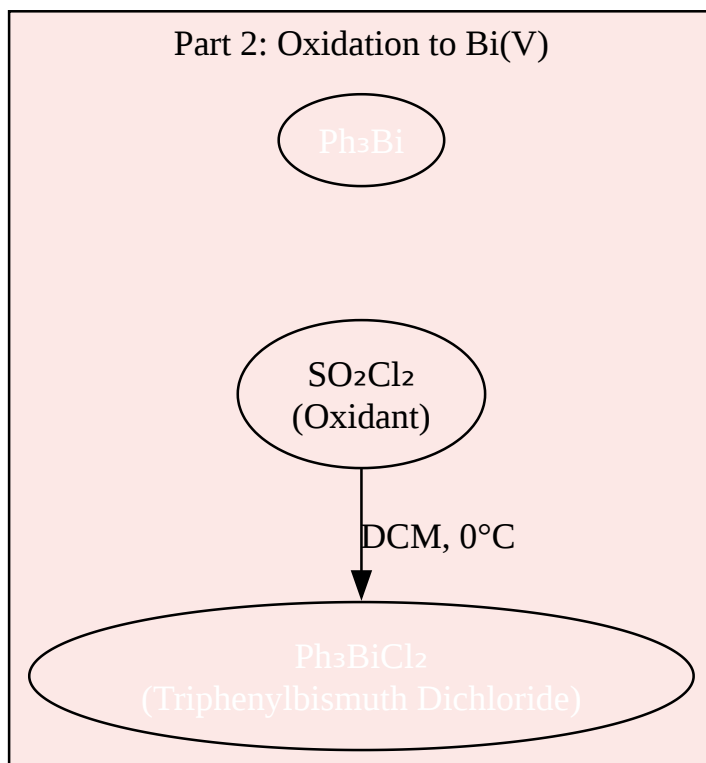 Part 2: Oxidation to Bi(V)
Ph₃Bi
SO₂Cl₂
(Oxidant)
DCM, 0°C
Ph₃BiCl₂
(Triphenylbismuth Dichloride)